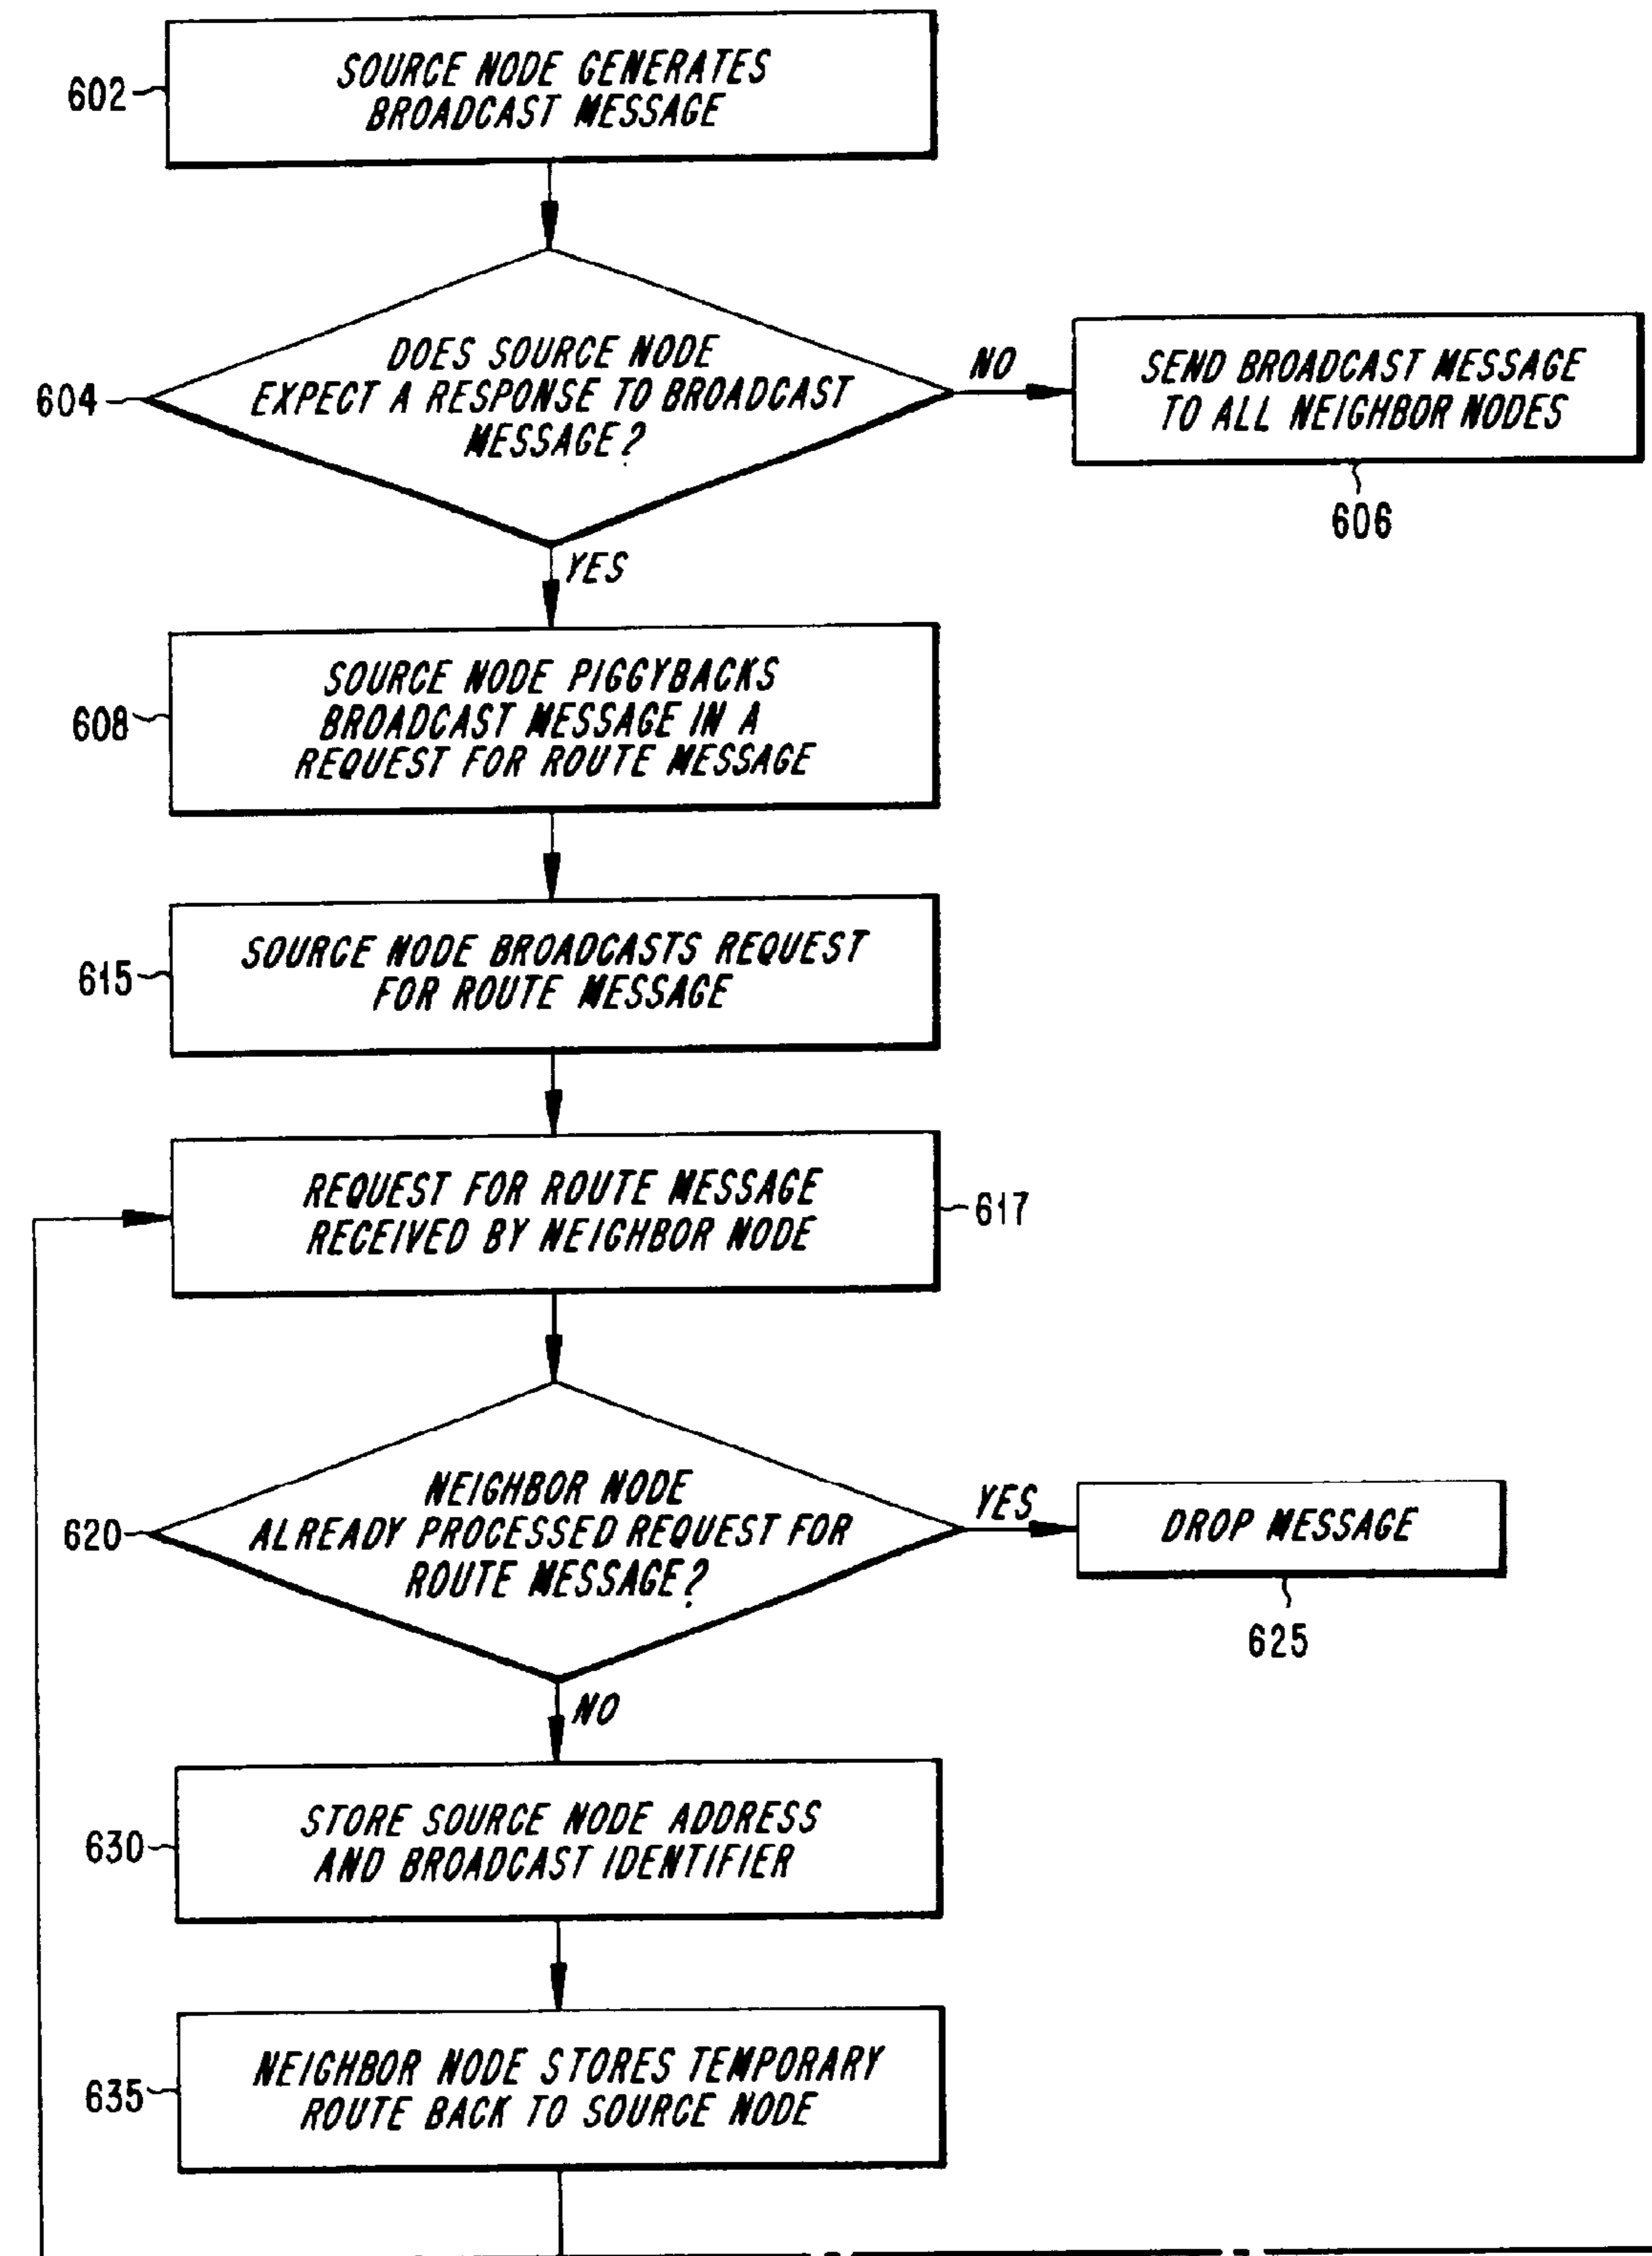 SOURCE NODE GENERATES
BROADCAST MESSAGE
602
DOES SOURCE NODE
EXPECT A RESPONSE TO BROADCAST
MESSAGE?
604
NO
SEND BROADCAST MESSAGE
TO ALL NEIGHBOR NODES
606
YES
SOURCE NODE PIGGYBACKS
BROADCAST MESSAGE IN A
REQUEST FOR ROUTE MESSAGE
608
SOURCE NODE BROADCASTS REQUEST
FOR ROUTE MESSAGE
615
REQUEST FOR ROUTE MESSAGE
RECEIVED BY NEIGHBOR NODE
617
NEIGHBOR NODE
ALREADY PROCESSED REQUEST FOR
ROUTE MESSAGE?
620
YES
DROP MESSAGE
625
NO
STORE SOURCE NODE ADDRESS
AND BROADCAST IDENTIFIER
630
NEIGHBOR NODE STORES TEMPORARY
ROUTE BACK TO SOURCE NODE
635